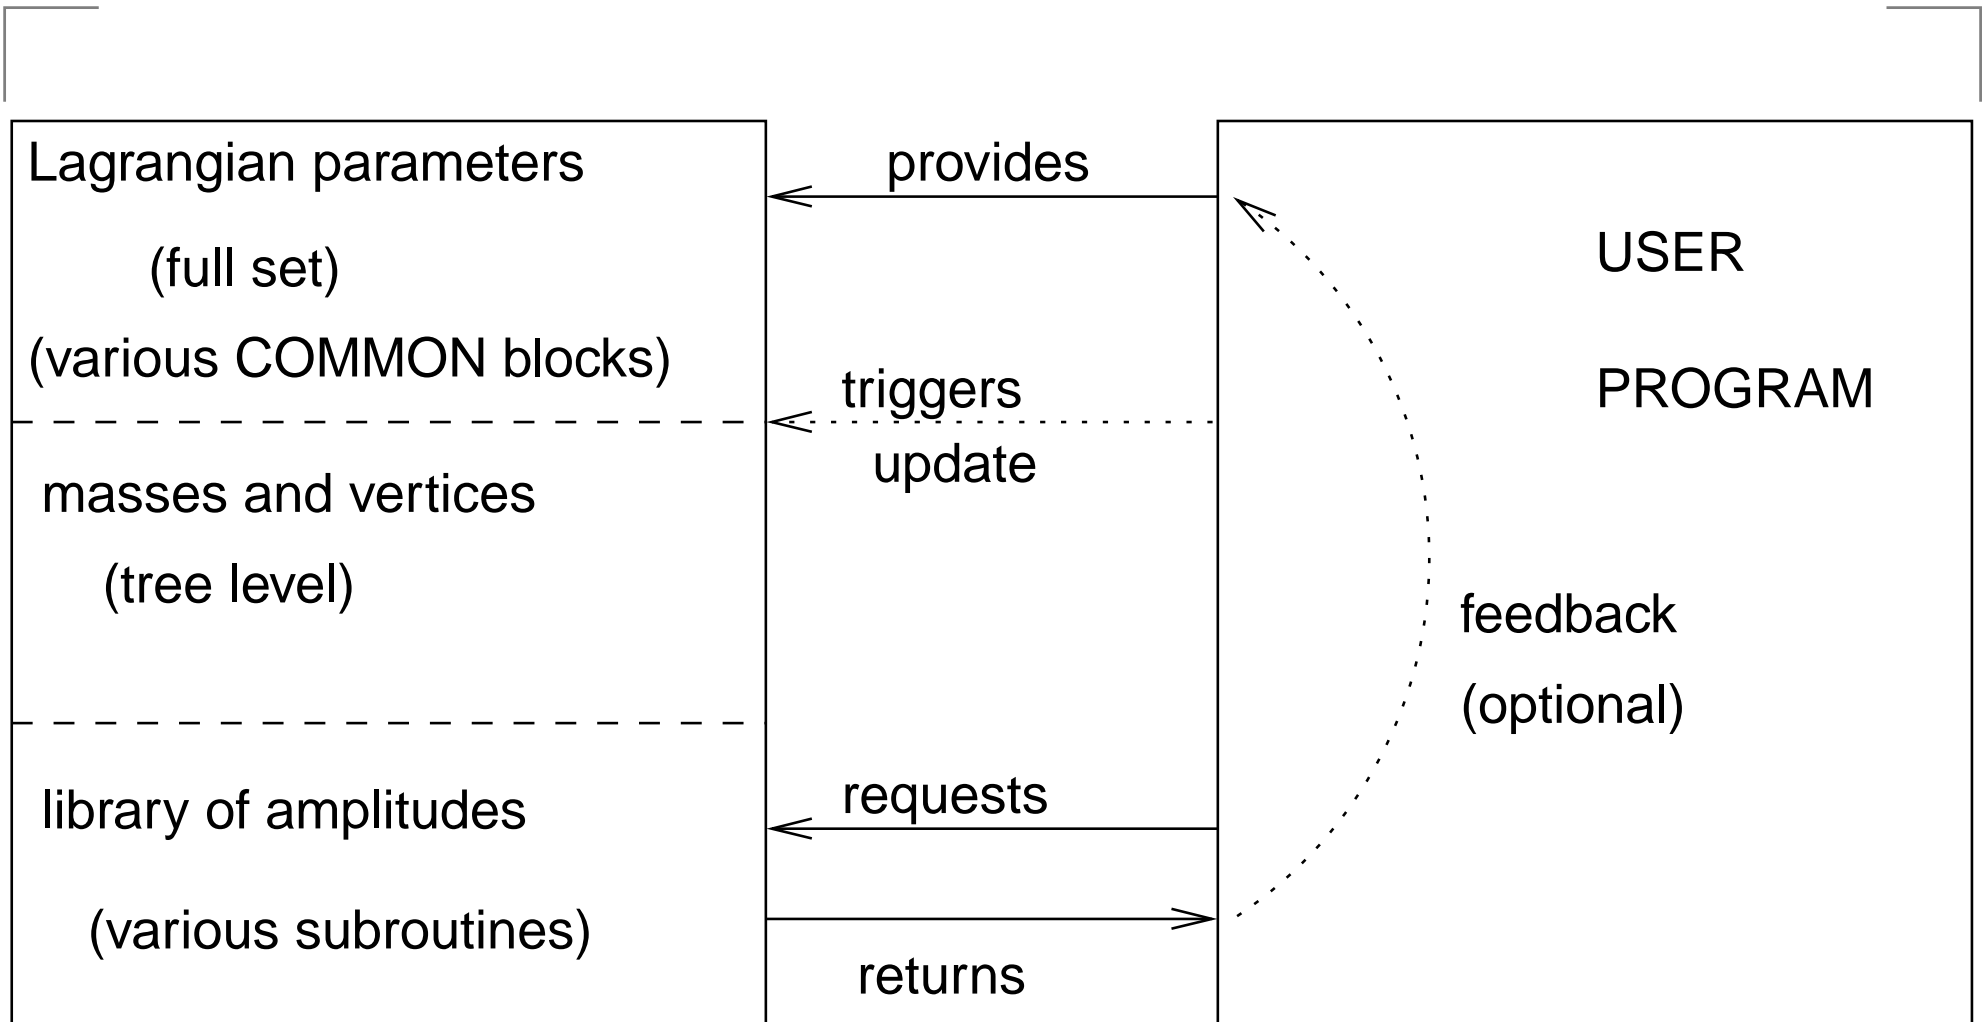 Lagrangian parameters
(full set)
(various COMMON blocks)
masses and vertices
(tree level)
library of amplitudes
(various subroutines)
provides
triggers
update
requests
returns
USER
PROGRAM
feedback
(optional)